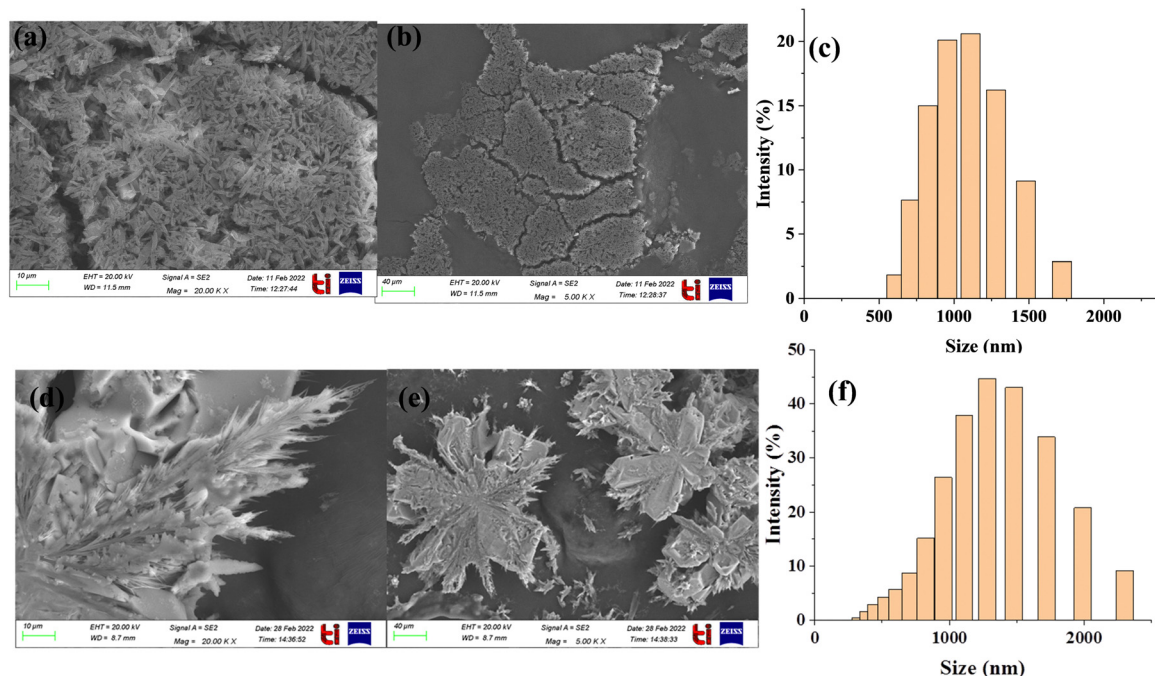 (a)
10 µm
EHT = 20.00 kV
WD = 11.5 mm
Signal A = SE2
Mag = 20.00 K X
Date: 11 Feb 2022
Time: 12:27:44
ti
ZEISS
(b)
40 µm
EHT = 20.00 kV
WD = 11.5 mm
Signal A = SE2
Mag = 5.00 K X
Date: 11 Feb 2022
Time: 12:28:37
ti
ZEISS
(c)
Intensity (%)
20
15
10
5
0
0 500 1000 1500 2000
Size (nm)
(d)
10 µm
EHT = 20.00 kV
WD = 8.7 mm
Signal A = SE2
Mag = 20.00 K X
Date: 28 Feb 2022
Time: 14:36:52
ti
ZEISS
(e)
40 µm
EHT = 20.00 kV
WD = 8.7 mm
Signal A = SE2
Mag = 5.00 K X
Date: 28 Feb 2022
Time: 14:38:33
ti
ZEISS
(f)
Intensity (%)
50
40
30
20
10
0
0 1000 2000
Size (nm)